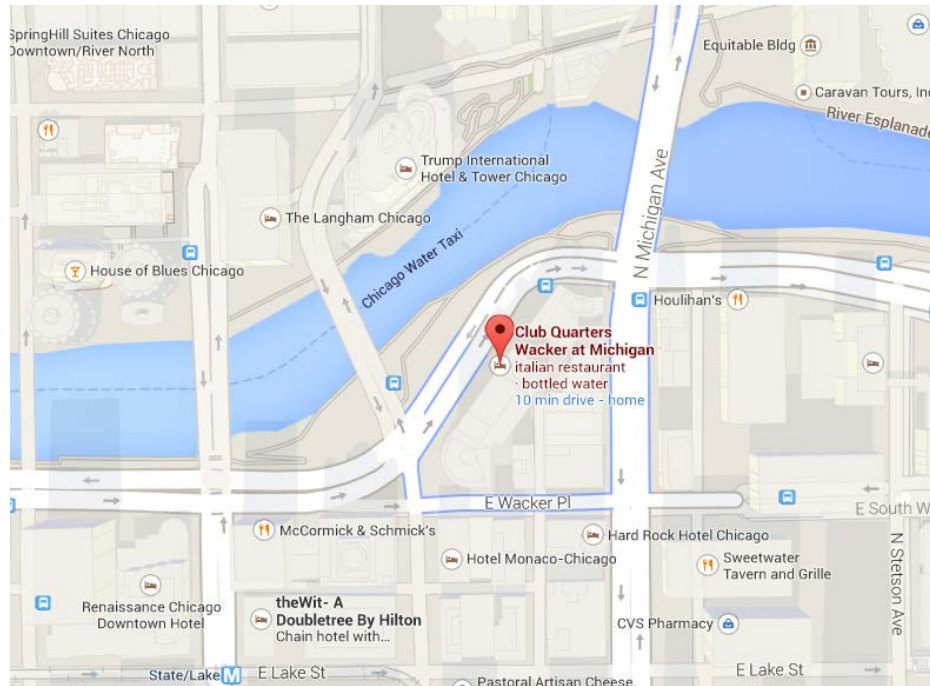 SpringHill Suites Chicago
Downtown/River North
Equitable Bldg
Caravan Tours, Inc
River Esplanade
Trump International
Hotel & Tower Chicago
The Langham Chicago
N Michigan Ave
Chicago Water Taxi
House of Blues Chicago
Houlihan's
Club Quarters
Wacker at Michigan
italian restaurant
· bottled water
10 min drive - home
E Wacker Pl
E South W
McCormick & Schmick's
Hard Rock Hotel Chicago
N Stetson Ave
Hotel Monaco-Chicago
Sweetwater
Tavern and Grille
Renaissance Chicago
Downtown Hotel
theWit- A
Doubletree By Hilton
Chain hotel with...
CVS Pharmacy
State/Lake M
E Lake St
E Lake St
Pastoral Artisan Cheese,